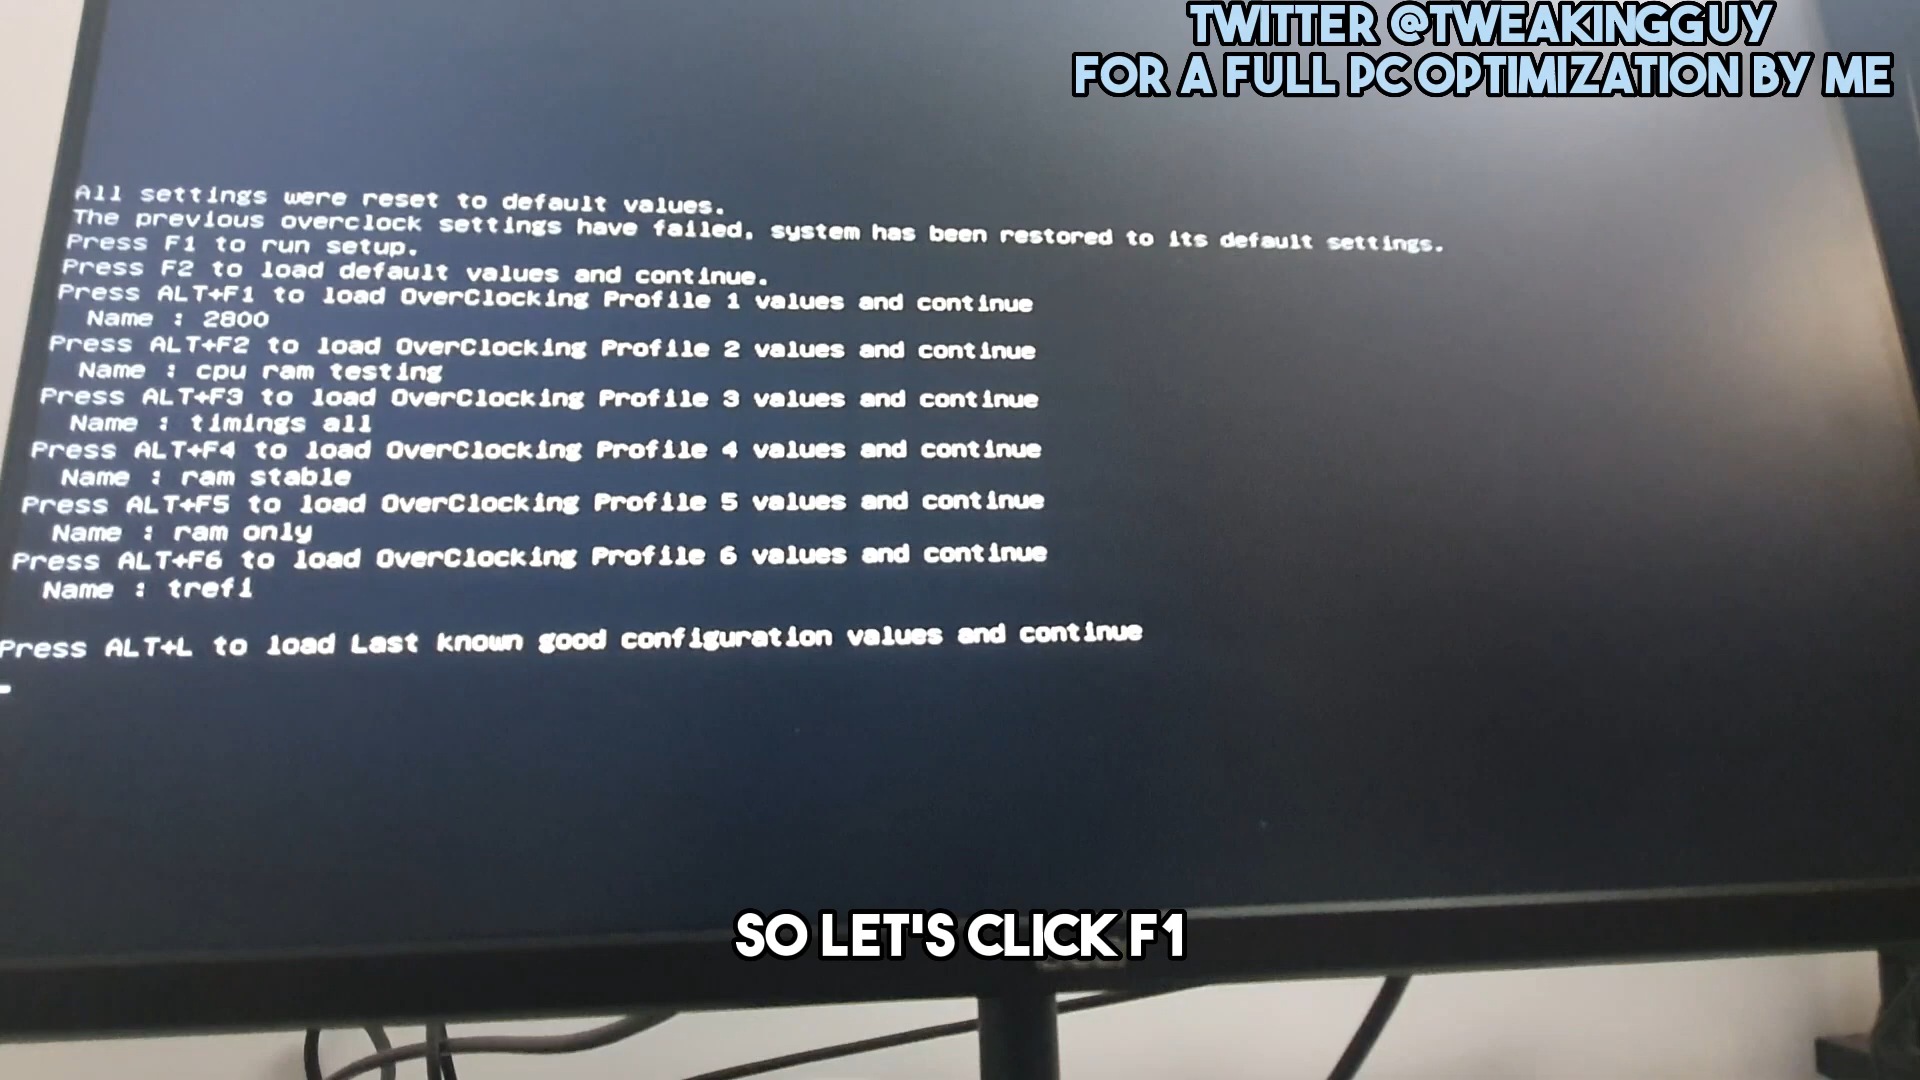 TWITTER @TWEAKINGGUY
FOR A FULL PC OPTIMIZATION BY ME
All settings were reset to default values.
The previous overclock settings have failed, system has been restored to its default settings.
Press F1 to run setup.
Press F2 to load default values and continue.
Press ALT+F1 to load OverClocking Profile 1 values and continue
Name : 2800
Press ALT+F2 to load OverClocking Profile 2 values and continue
Name : cpu ram testing
Press ALT+F3 to load OverClocking Profile 3 values and continue
Name : timings all
Press ALT+F4 to load OverClocking Profile 4 values and continue
Name : ram stable
Press ALT+F5 to load OverClocking Profile 5 values and continue
Name : ram only
Press ALT+F6 to load OverClocking Profile 6 values and continue
Name : trefi
Press ALT+L to load Last known good configuration values and continue
SO LET'S CLICK F1